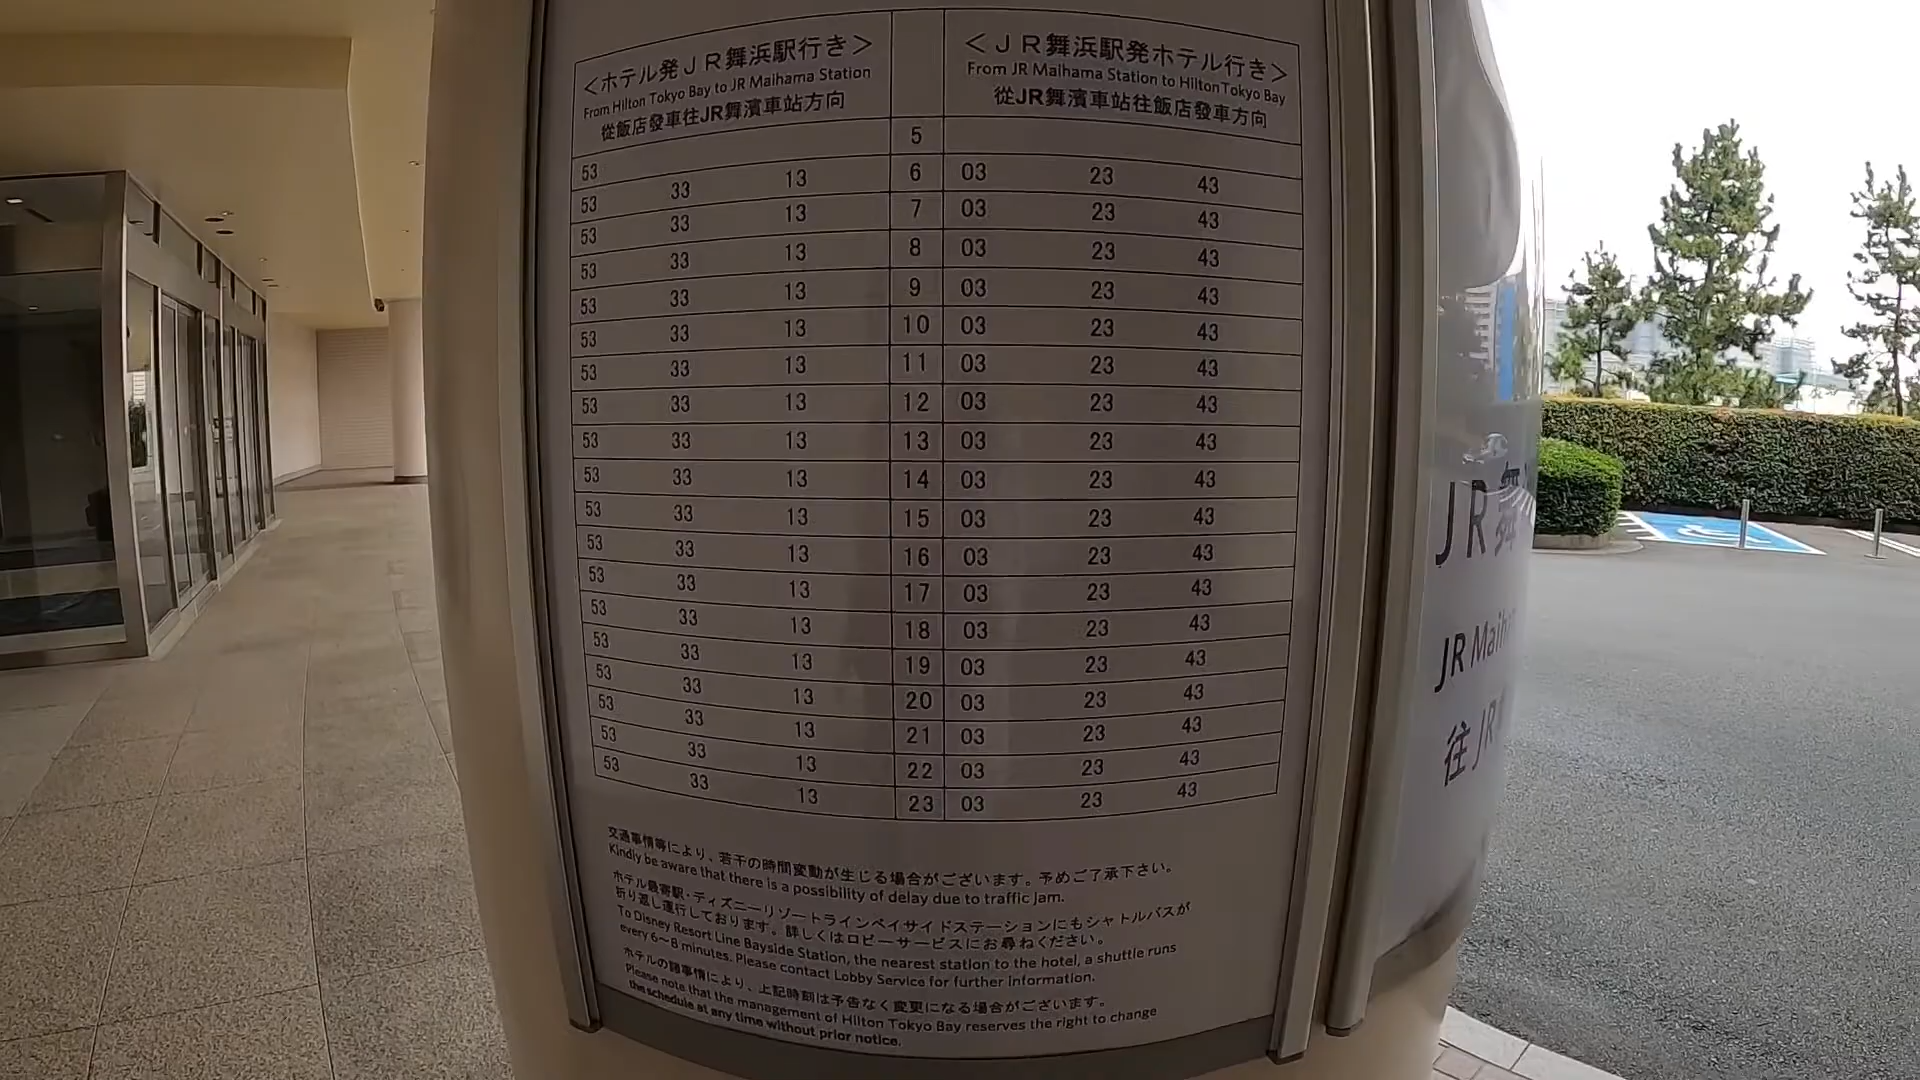 ＜ホテル発ＪＲ舞浜駅行き＞
From Hilton Tokyo Bay to JR Maihama Station
從飯店發車往JR舞濱車站方向
＜ＪＲ舞浜駅発ホテル行き＞
From JR Maihama Station to Hilton Tokyo Bay
從JR舞濱車站往飯店發車方向
53 5
53 33 13 6 03 23 43
53 33 13 7 03 23 43
53 33 13 8 03 23 43
53 33 13 9 03 23 43
53 33 13 10 03 23 43
53 33 13 11 03 23 43
53 33 13 12 03 23 43
53 33 13 13 03 23 43
53 33 13 14 03 23 43
53 33 13 15 03 23 43
53 33 13 16 03 23 43
53 33 13 17 03 23 43
53 33 13 18 03 23 43
53 33 13 19 03 23 43
53 33 13 20 03 23 43
53 33 13 21 03 23 43
53 33 13 22 03 23 43
53 33 13 23 03 23 43
交通事情等により、若干の時間変動が生じる場合がございます。予めご了承下さい。
Kindly be aware that there is a possibility of delay due to traffic jam.
ホテル最寄駅・ディズニーリゾートラインベイサイドステーションにもシャトルバスが
折り返し運行しております。詳しくはロビーサービスにお尋ねください。
To Disney Resort Line Bayside Station, the nearest station to the hotel, a shuttle runs
every 6〜8 minutes. Please contact Lobby Service for further information.
ホテルの諸事情により、上記時刻は予告なく変更になる場合がございます。
Please note that the management of Hilton Tokyo Bay reserves the right to change
the schedule at any time without prior notice.
ＪＲ舞
JR Maih
往JR